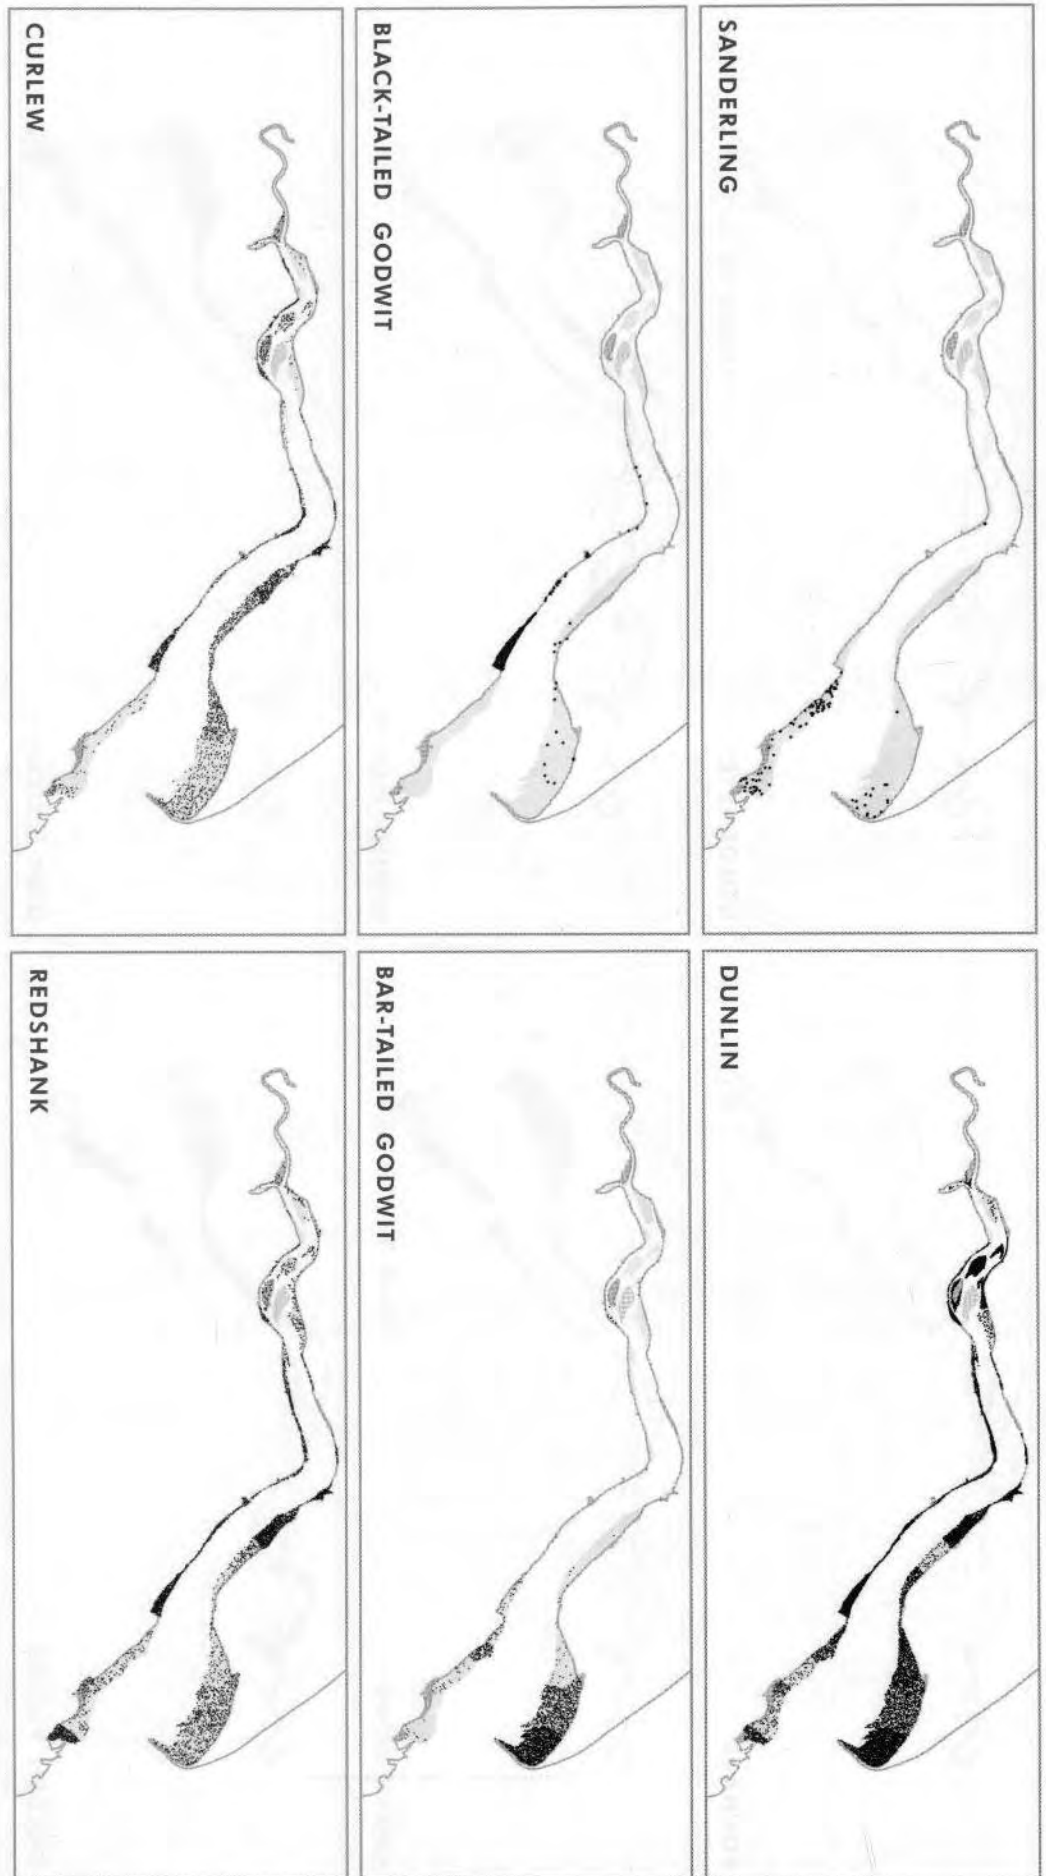 SANDERLING
DUNLIN
BLACK-TAILED GODWIT
BAR-TAILED GODWIT
CURLEW
REDSHANK